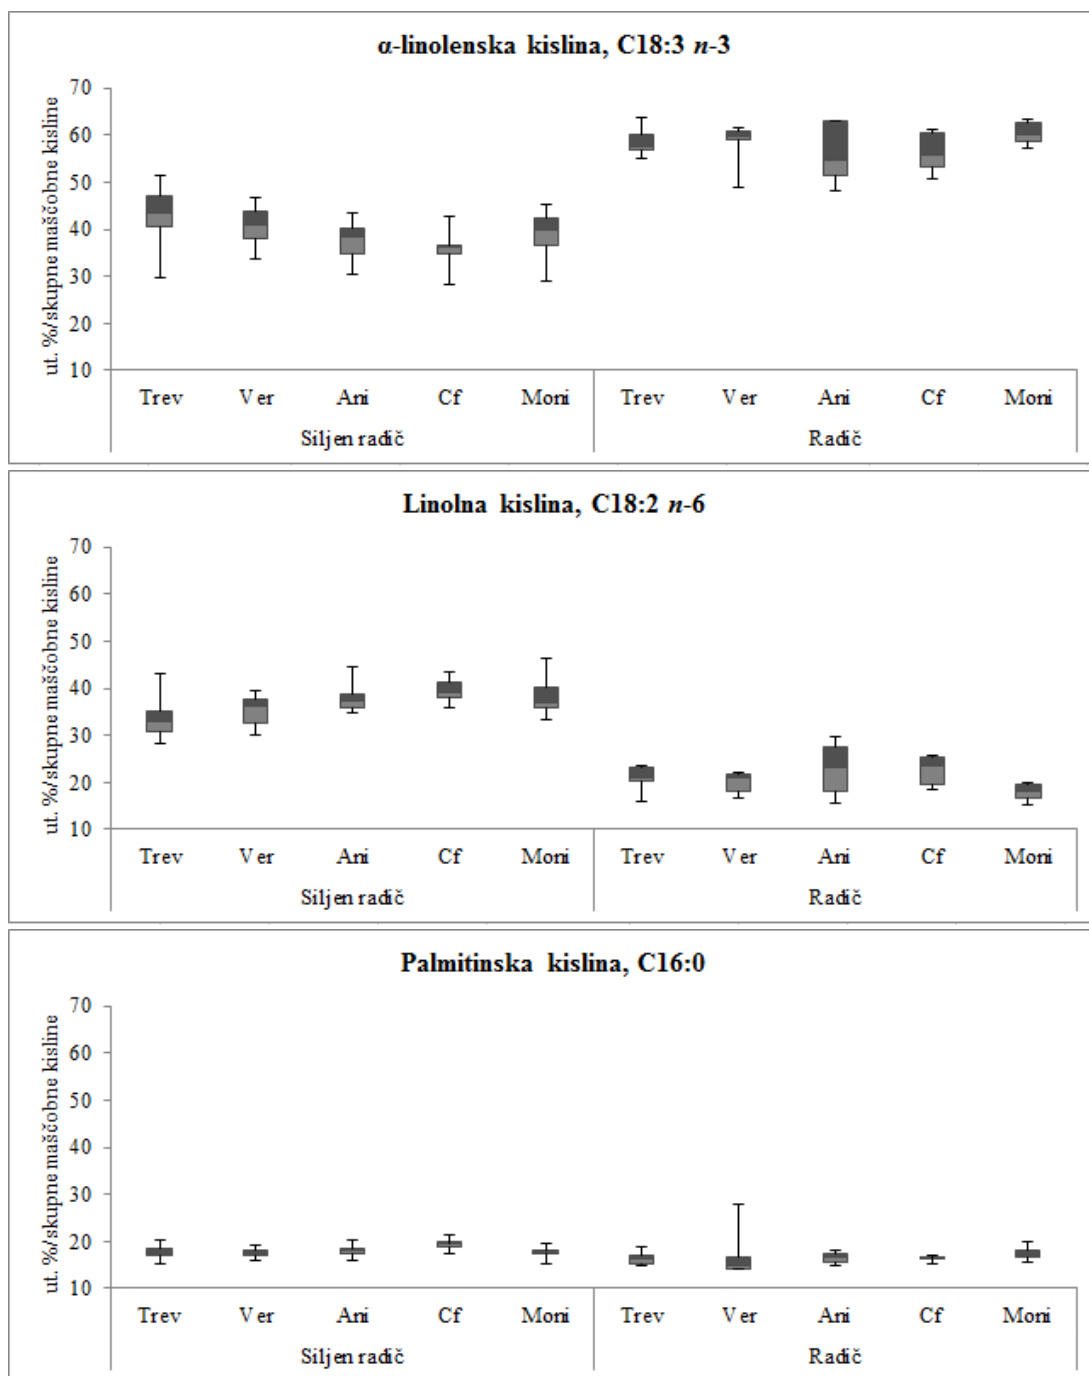 α-linolenska kislina, C18:3 n-3
ut. %/skupne maščobne kisline
70
60
50
40
30
20
10
Trev Ver Ani Cf Moni Trev Ver Ani Cf Moni
Siljen radič Radič
Linolna kislina, C18:2 n-6
ut. %/skupne maščobne kisline
70
60
50
40
30
20
10
Trev Ver Ani Cf Moni Trev Ver Ani Cf Moni
Siljen radič Radič
Palmitinska kislina, C16:0
ut. %/skupne maščobne kisline
70
60
50
40
30
20
10
Trev Ver Ani Cf Moni Trev Ver Ani Cf Moni
Siljen radič Radič